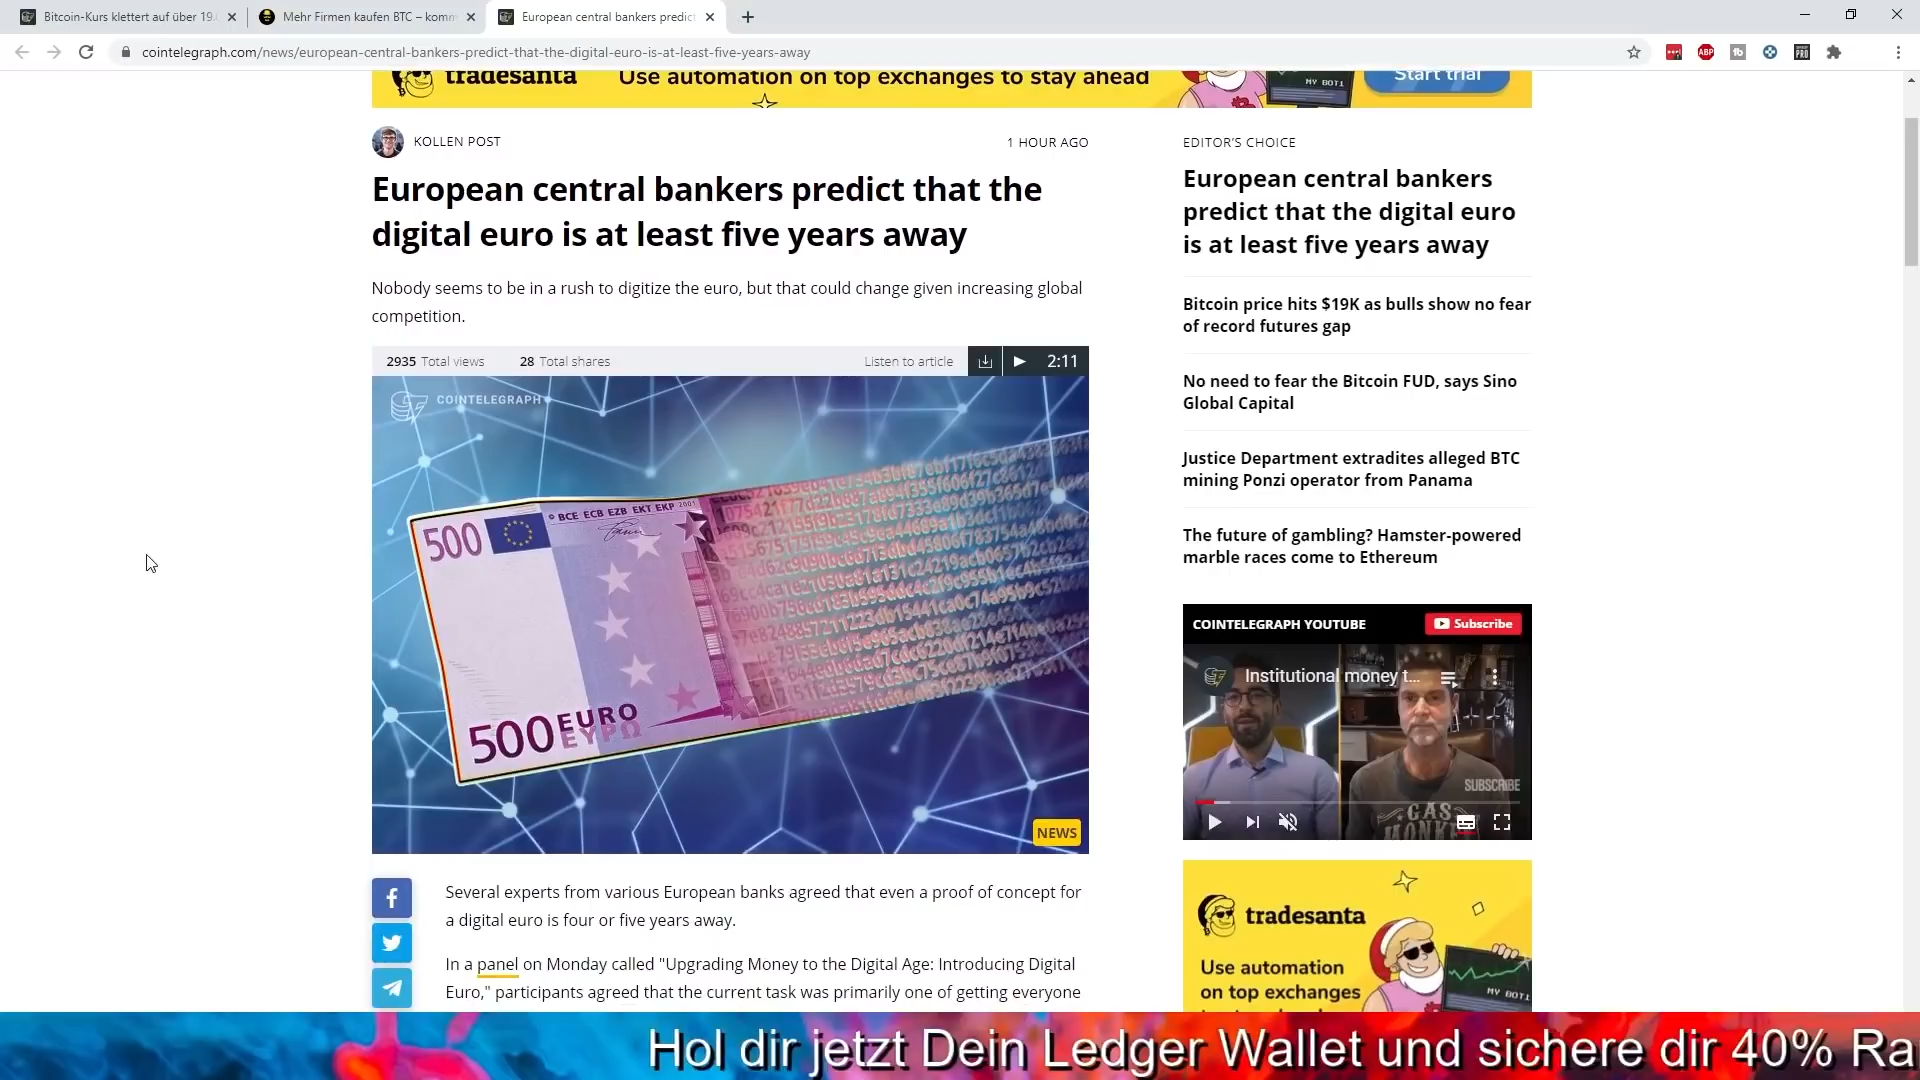 Bitcoin-Kurs klettert auf über 19.
Mehr Firmen kaufen BTC – komm
European central bankers predict
cointelegraph.com/news/european-central-bankers-predict-that-the-digital-euro-is-at-least-five-years-away
ABP
PRO
tradesanta
Use automation on top exchanges to stay ahead
MY BOT1
Start trial
KOLLEN POST
1 HOUR AGO
European central bankers predict that the
digital euro is at least five years away
Nobody seems to be in a rush to digitize the euro, but that could change given increasing global
competition.
2935 Total views
28 Total shares
Listen to article
2:11
COINTELEGRAPH
500
© BCE ECB EZB EKT EKP 2001
500 EURO
ΕΥΡΩ
NEWS
Several experts from various European banks agreed that even a proof of concept for
a digital euro is four or five years away.
In a panel on Monday called "Upgrading Money to the Digital Age: Introducing Digital
Euro," participants agreed that the current task was primarily one of getting everyone
EDITOR'S CHOICE
European central bankers
predict that the digital euro
is at least five years away
Bitcoin price hits $19K as bulls show no fear
of record futures gap
No need to fear the Bitcoin FUD, says Sino
Global Capital
Justice Department extradites alleged BTC
mining Ponzi operator from Panama
The future of gambling? Hamster-powered
marble races come to Ethereum
COINTELEGRAPH YOUTUBE
Subscribe
Institutional money t...
SUBSCRIBE
GAS
MONKEY
tradesanta
Use automation
on top exchanges
MY BOT1
Hol dir jetzt Dein Ledger Wallet und sichere dir 40% Ra